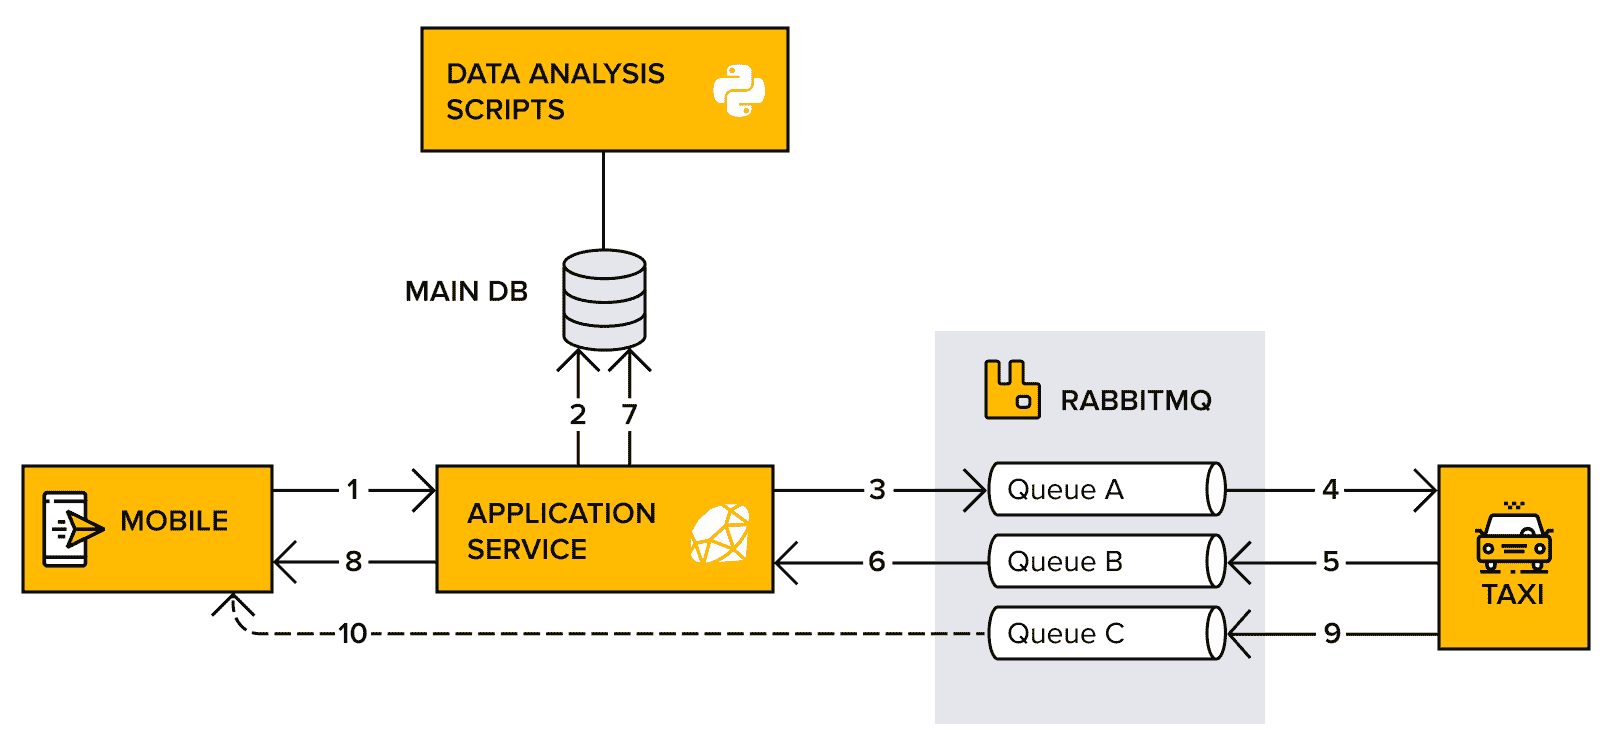 DATA ANALYSIS
SCRIPTS
MAIN DB
2
7
RABBITMQ
MOBILE
1
8
APPLICATION
SERVICE
3
6
Queue A
Queue B
Queue C
4
5
9
TAXI
10